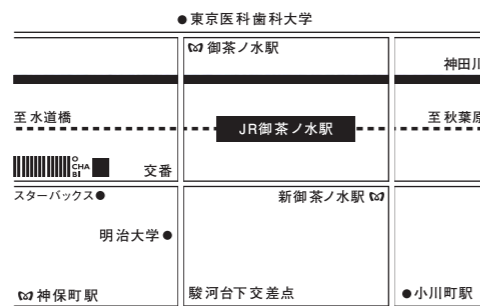 ●東京医科歯科大学
御茶ノ水駅
神田川
至水道橋
JR御茶ノ水駅
至秋葉原
OCHABI
交番
スターバックス●
新御茶ノ水駅
明治大学●
神保町駅
駿河台下交差点
●小川町駅